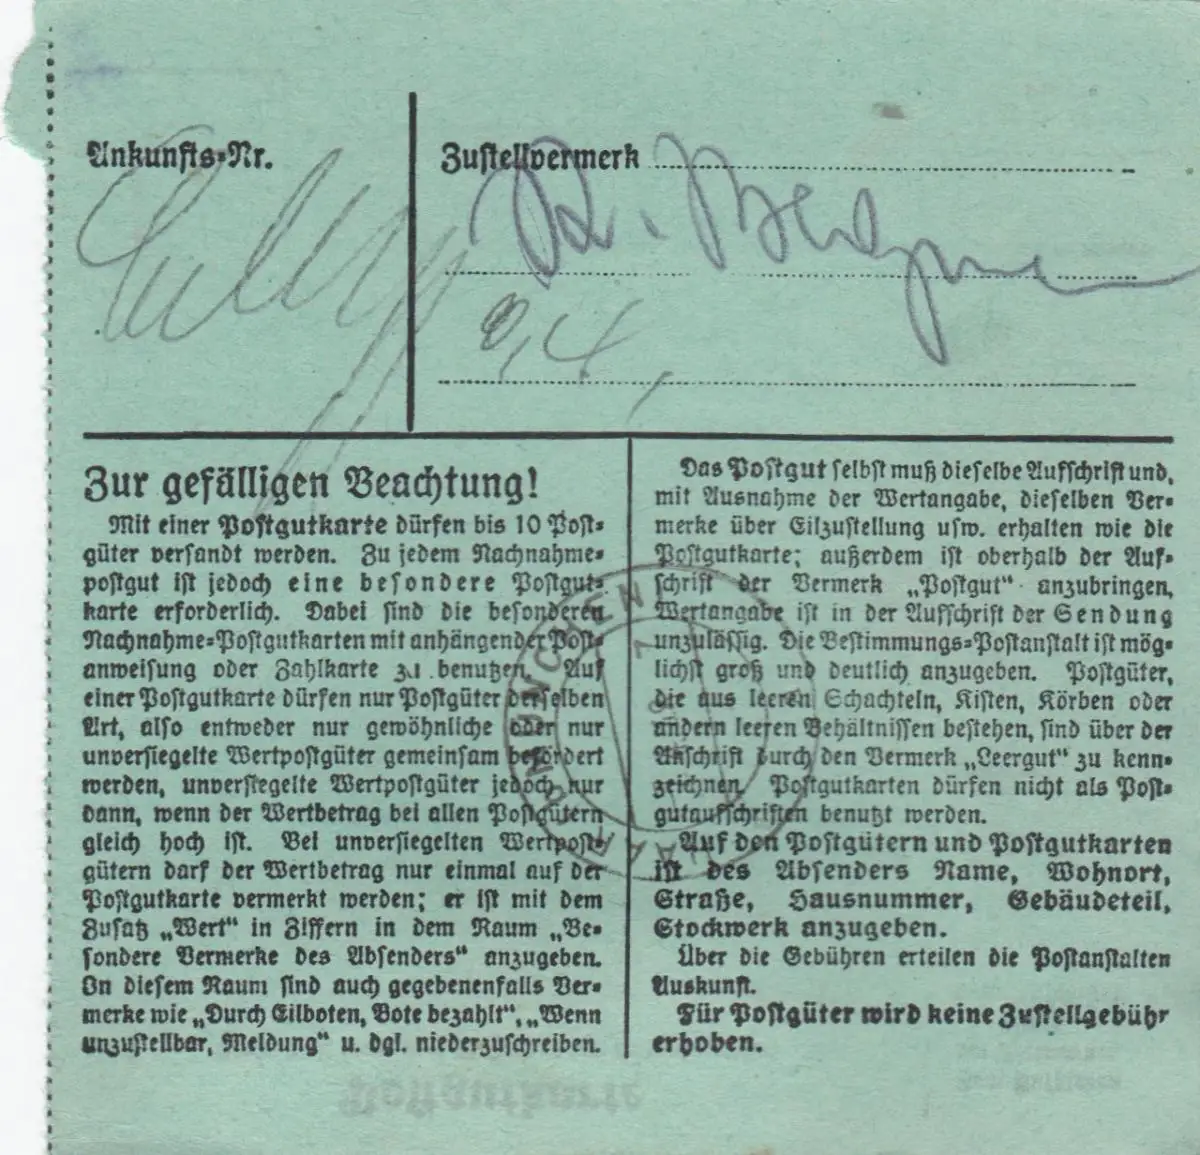 Ankunfts-Nr.
Zustellvermerk
9,4,
Zur gefälligen Beachtung!
Mit einer Postgutkarte dürfen bis 10 Post-
güter versandt werden. Zu jedem Nachnahme-
postgut ist jedoch eine besondere Postgut-
karte erforderlich. Dabei sind die besonderen
Nachnahme-Postgutkarten mit anhängender Post-
anweisung oder Zahlkarte zu benutzen. Auf
einer Postgutkarte dürfen nur Postgüter derselben
Art, also entweder nur gewöhnliche oder nur
unversiegelte Wertpostgüter gemeinsam befördert
werden, unversiegelte Wertpostgüter jedoch nur
dann, wenn der Wertbetrag bei allen Postgütern
gleich hoch ist. Bei unversiegelten Wertpost-
gütern darf der Wertbetrag nur einmal auf der
Postgutkarte vermerkt werden; er ist mit dem
Zusatz „Wert“ in Ziffern in dem Raum „Be-
sondere Vermerke des Absenders“ anzugeben.
In diesem Raum sind auch gegebenenfalls Ver-
merke wie „Durch Eilboten, Bote bezahlt“, „Wenn
unzustellbar, Meldung“ u. dgl. niederzuschreiben.
Das Postgut selbst muß dieselbe Aufschrift und,
mit Ausnahme der Wertangabe, dieselben Ver-
merke über Eilzustellung usw. erhalten wie die
Postgutkarte; außerdem ist oberhalb der Auf-
schrift der Vermerk „Postgut“ anzubringen,
Wertangabe ist in der Aufschrift der Sendung
unzulässig. Die Bestimmungs-Postanstalt ist mög-
lichst groß und deutlich anzugeben. Postgüter,
die aus leeren Schachteln, Kisten, Körben oder
andern leeren Behältnissen bestehen, sind über der
Anschrift durch den Vermerk „Leergut“ zu kenn-
zeichnen. Postgutkarten dürfen nicht als Post-
gutaufschriften benutzt werden.
Auf den Postgütern und Postgutkarten
ist des Absenders Name, Wohnort,
Straße, Hausnummer, Gebäudeteil,
Stockwerk anzugeben.
Über die Gebühren erteilen die Postanstalten
Auskunft.
Für Postgüter wird keine Zustellgebühr
erhoben.
MÜNCHEN